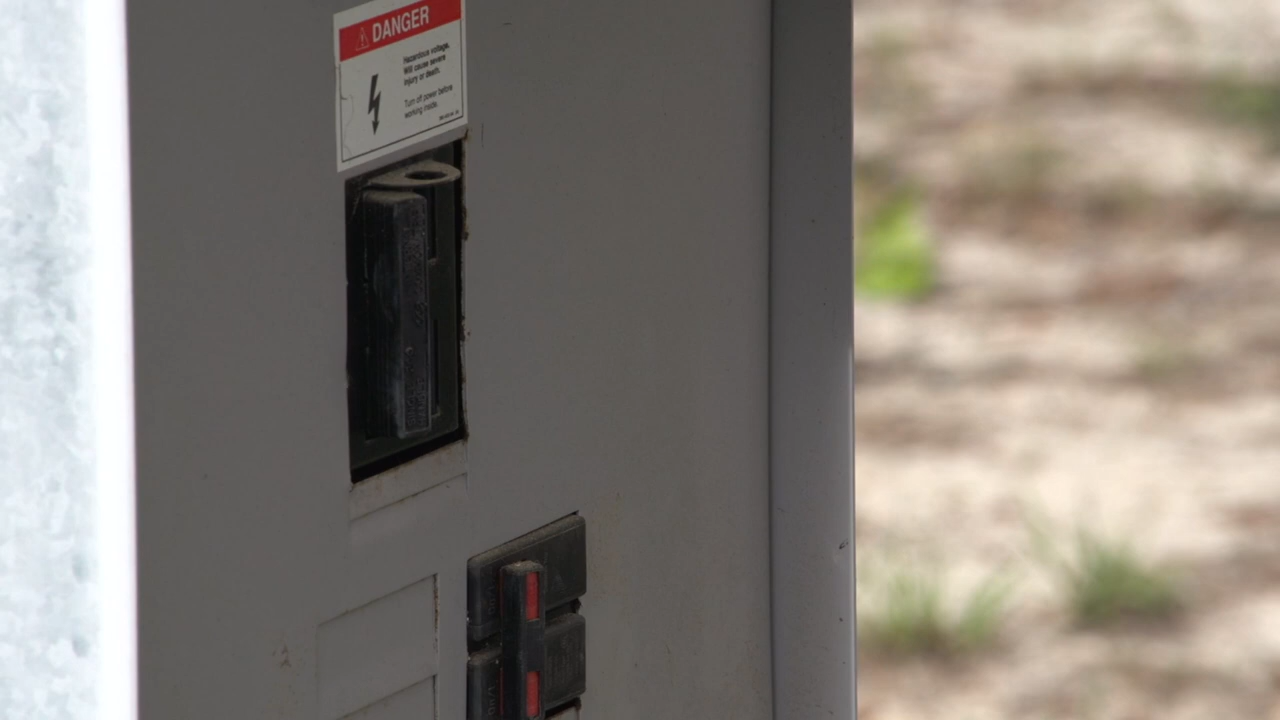 DANGER
Hazardous voltage.
Will cause severe
injury or death.
Turn off power before
working inside.